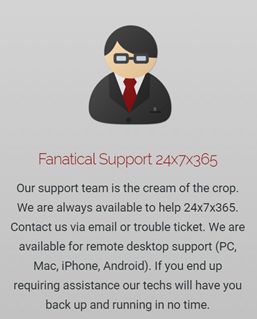 Fanatical Support 24x7x365
Our support team is the cream of the crop.
We are always available to help 24x7x365.
Contact us via email or trouble ticket. We are
available for remote desktop support (PC,
Mac, iPhone, Android). If you end up
requiring assistance our techs will have you
back up and running in no time.